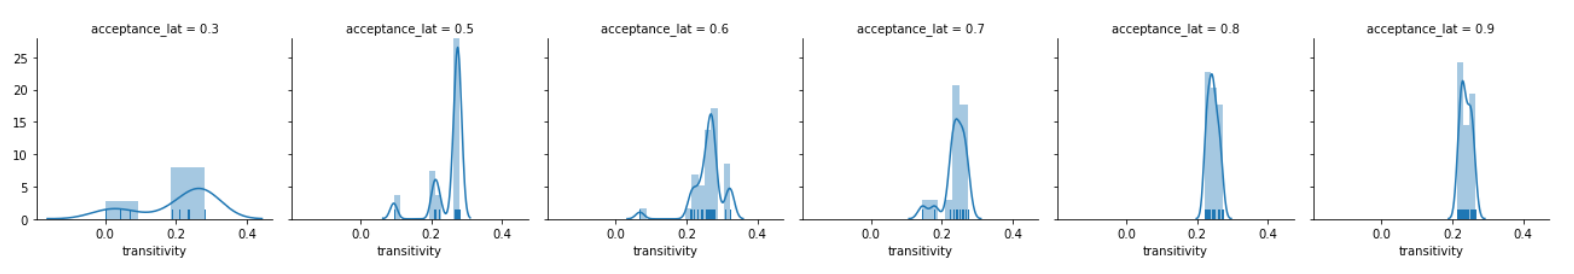 acceptance_lat = 0.3
acceptance_lat = 0.5
acceptance_lat = 0.6
acceptance_lat = 0.7
acceptance_lat = 0.8
acceptance_lat = 0.9
25
20
15
10
5
0
0.0 0.2 0.4
0.0 0.2 0.4
0.0 0.2 0.4
0.0 0.2 0.4
0.0 0.2 0.4
0.0 0.2 0.4
transitivity
transitivity
transitivity
transitivity
transitivity
transitivity